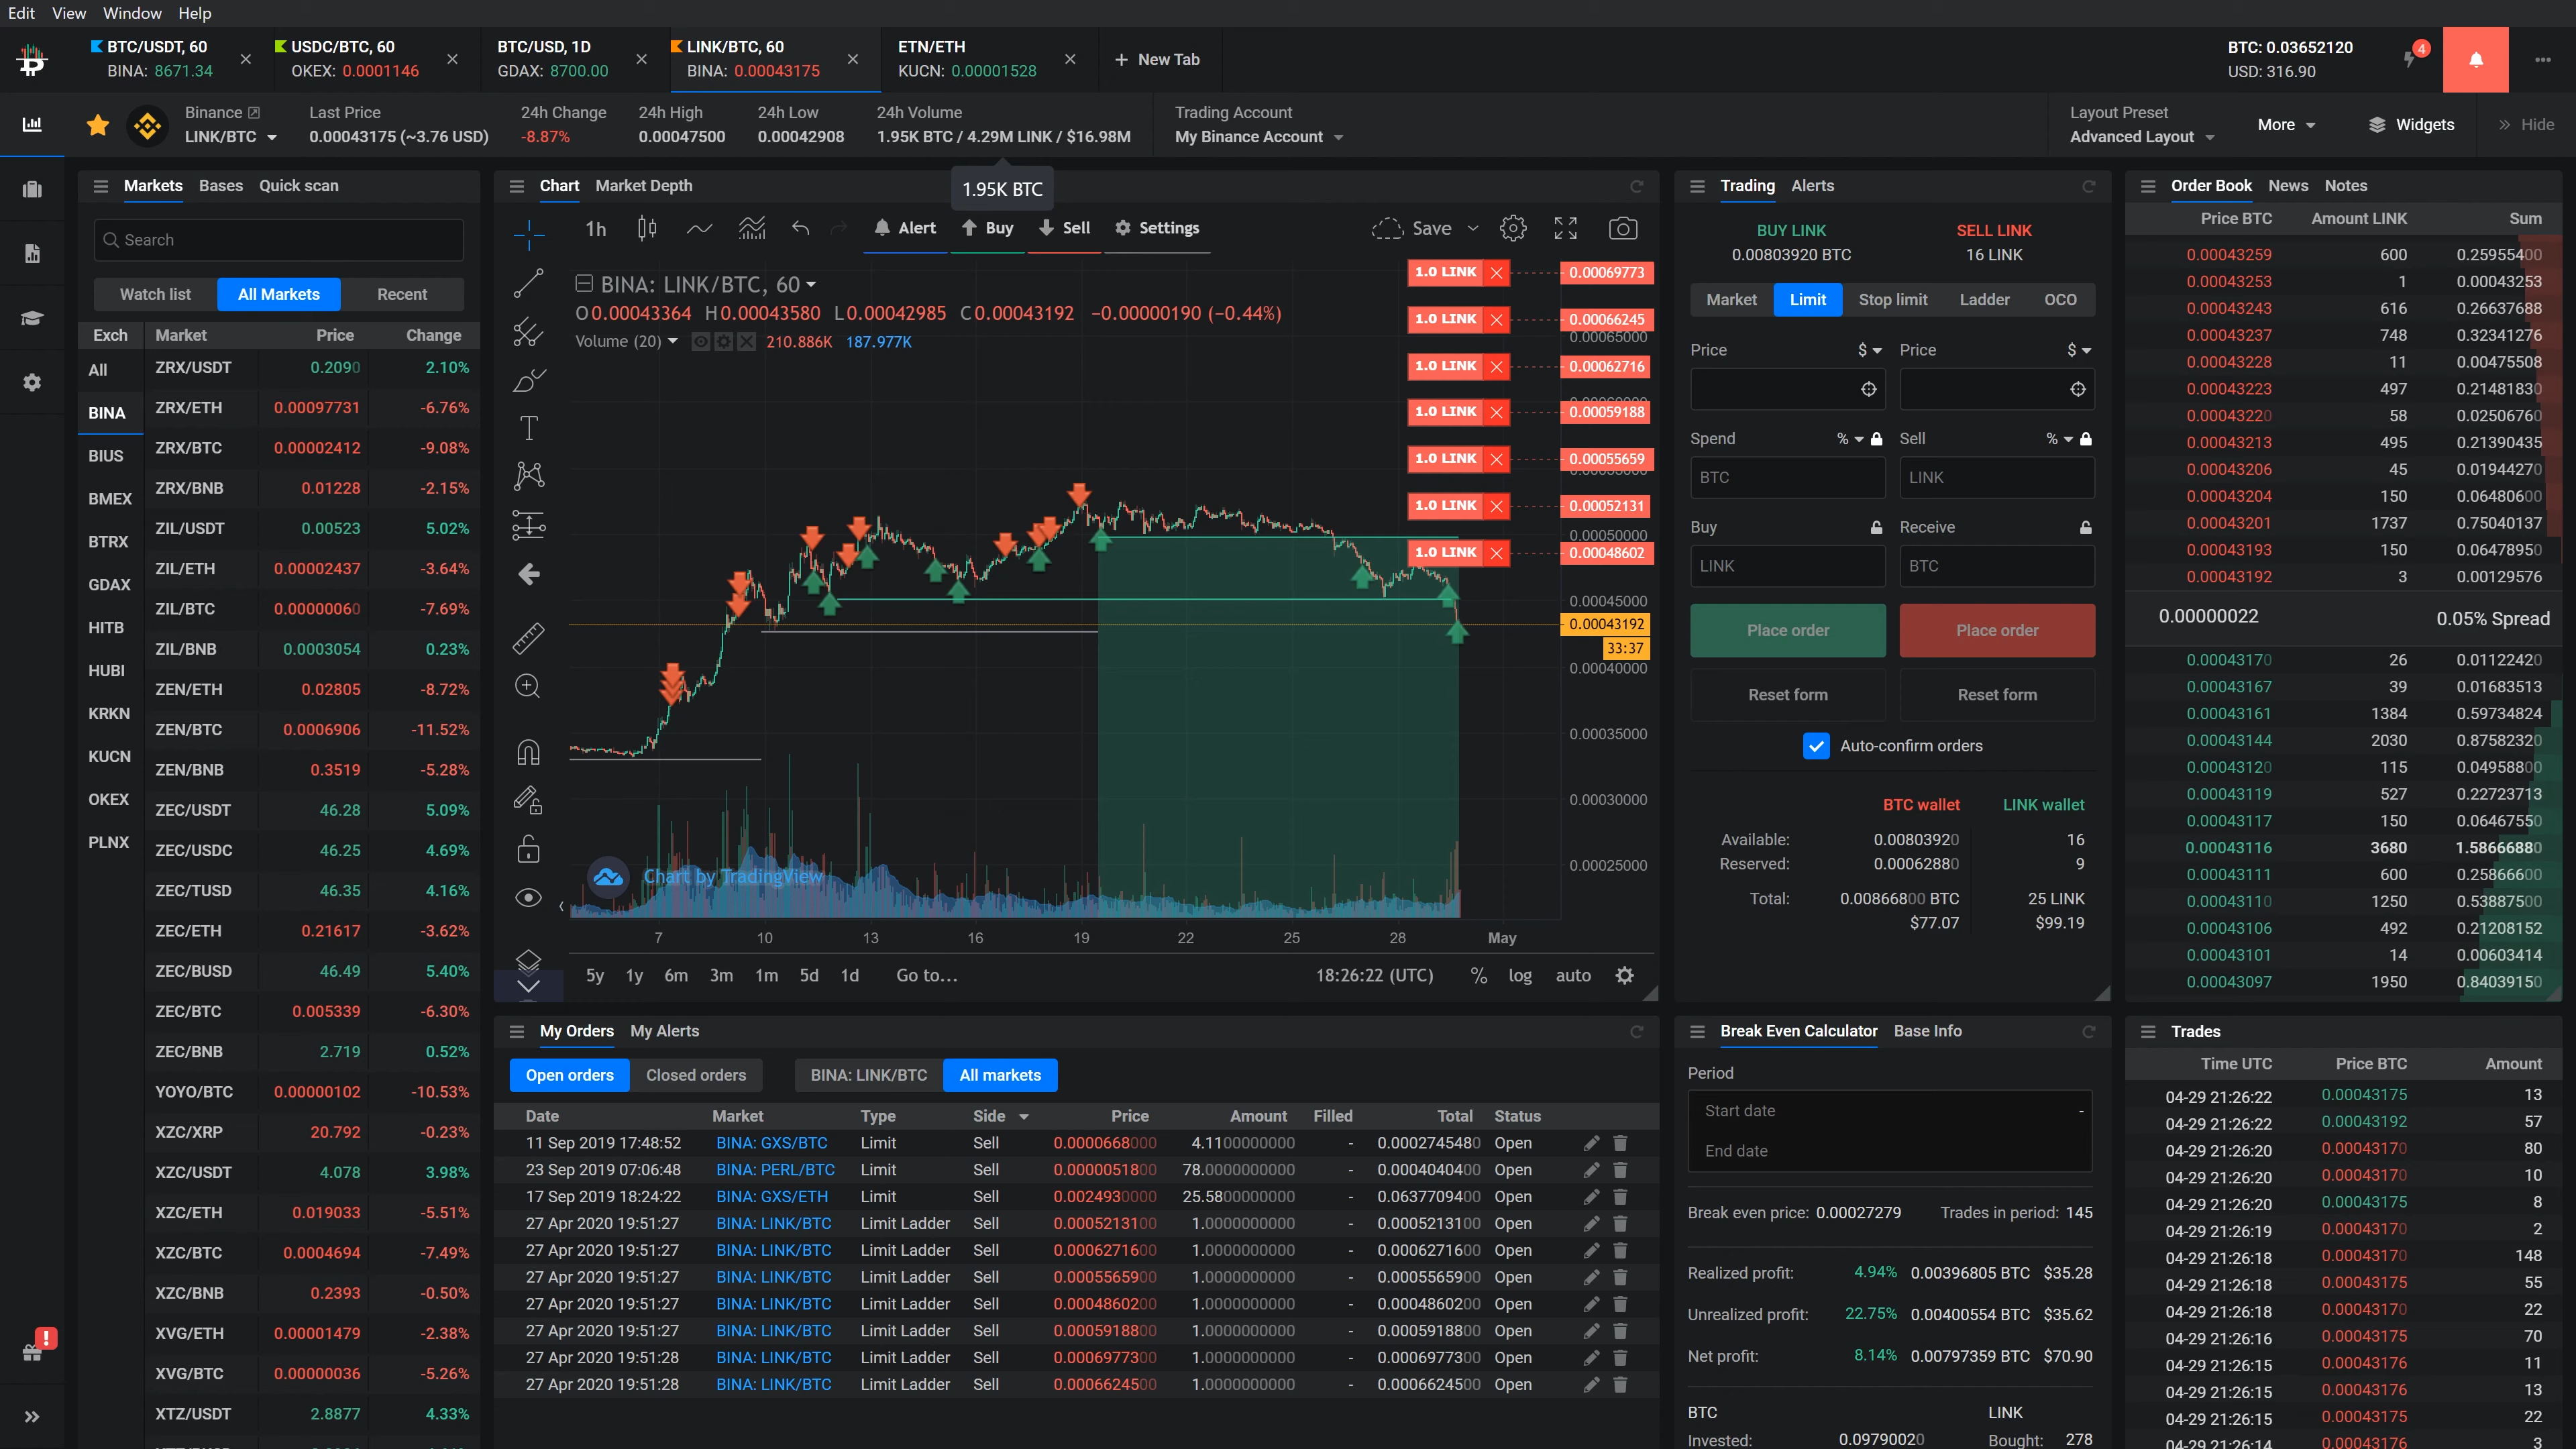 Edit View Window Help
BTC/USDT, 60
BINA: 8671.34
USDC/BTC, 60
OKEX: 0.0001146
BTC/USD, 1D
GDAX: 8700.00
LINK/BTC, 60
BINA: 0.00043175
ETN/ETH
KUCN: 0.00001528
+ New Tab
BTC: 0.03652120
USD: 316.90
4
Binance
LINK/BTC
Last Price
0.00043175 (~3.76 USD)
24h Change
-8.87%
24h High
0.00047500
24h Low
0.00042908
24h Volume
1.95K BTC / 4.29M LINK / $16.98M
Trading Account
My Binance Account
Layout Preset
Advanced Layout
More
Widgets
Hide
1.95K BTC
Markets Bases Quick scan
Search
Watch list All Markets Recent
Exch Market Price Change
All
BINA
BIUS
BMEX
BTRX
GDAX
HITB
HUBI
KRKN
KUCN
OKEX
PLNX
ZRX/USDT 0.2090 2.10%
ZRX/ETH 0.00097731 -6.76%
ZRX/BTC 0.00002412 -9.08%
ZRX/BNB 0.01228 -2.15%
ZIL/USDT 0.00523 5.02%
ZIL/ETH 0.00002437 -3.64%
ZIL/BTC 0.00000060 -7.69%
ZIL/BNB 0.0003054 0.23%
ZEN/ETH 0.02805 -8.72%
ZEN/BTC 0.0006906 -11.52%
ZEN/BNB 0.3519 -5.28%
ZEC/USDT 46.28 5.09%
ZEC/USDC 46.25 4.69%
ZEC/TUSD 46.35 4.16%
ZEC/ETH 0.21617 -3.62%
ZEC/BUSD 46.49 5.40%
ZEC/BTC 0.005339 -6.30%
ZEC/BNB 2.719 0.52%
YOYO/BTC 0.00000102 -10.53%
XZC/XRP 20.792 -0.23%
XZC/USDT 4.078 3.98%
XZC/ETH 0.019033 -5.51%
XZC/BTC 0.0004694 -7.49%
XZC/BNB 0.2393 -0.50%
XVG/ETH 0.00001479 -2.38%
XVG/BTC 0.00000036 -5.26%
XTZ/USDT 2.8877 4.33%
Chart Market Depth
1h Alert Buy Sell Settings Save
BINA: LINK/BTC, 60
O0.00043364 H0.00043580 L0.00042985 C0.00043192 −0.00000190 (−0.44%)
Volume (20) 210.886K 187.977K
1.0 LINK 0.00069773
1.0 LINK 0.00066245
0.00065000
1.0 LINK 0.00062716
1.0 LINK 0.00059188
1.0 LINK 0.00055659
1.0 LINK 0.00052131
0.00050000
1.0 LINK 0.00048602
0.00045000
0.00043192
33:37
0.00040000
0.00035000
0.00030000
0.00025000
Chart by TradingView
7 10 13 16 19 22 25 28 May
5y 1y 6m 3m 1m 5d 1d Go to... 18:26:22 (UTC) % log auto
Trading Alerts
BUY LINK SELL LINK
0.00803920 BTC 16 LINK
Market Limit Stop limit Ladder OCO
Price $ Price $
Spend % Sell %
BTC LINK
Buy Receive
LINK BTC
Place order Place order
Reset form Reset form
Auto-confirm orders
BTC wallet LINK wallet
Available: 0.00803920 16
Reserved: 0.00062880 9
Total: 0.00866800 BTC 25 LINK
$77.07 $99.19
Order Book News Notes
Price BTC Amount LINK Sum
0.00043259 600 0.25955400
0.00043253 1 0.00043253
0.00043243 616 0.26637688
0.00043237 748 0.32341276
0.00043228 11 0.00475508
0.00043223 497 0.21481830
0.00043220 58 0.02506760
0.00043213 495 0.21390435
0.00043206 45 0.01944270
0.00043204 150 0.06480600
0.00043201 1737 0.75040137
0.00043193 150 0.06478950
0.00043192 3 0.00129576
0.00000022 0.05% Spread
0.00043170 26 0.01122420
0.00043167 39 0.01683513
0.00043161 1384 0.59734824
0.00043144 2030 0.87582320
0.00043120 115 0.04958800
0.00043119 527 0.22723713
0.00043117 150 0.06467550
0.00043116 3680 1.58666880
0.00043111 600 0.25866600
0.00043110 1250 0.53887500
0.00043106 492 0.21208152
0.00043101 14 0.00603414
0.00043097 1950 0.84039150
My Orders My Alerts
Open orders Closed orders BINA: LINK/BTC All markets
Date Market Type Side Price Amount Filled Total Status
11 Sep 2019 17:48:52 BINA: GXS/BTC Limit Sell 0.0000668000 4.1100000000 - 0.0002745480 Open
23 Sep 2019 07:06:48 BINA: PERL/BTC Limit Sell 0.0000051800 78.0000000000 - 0.0004040400 Open
17 Sep 2019 18:24:22 BINA: GXS/ETH Limit Sell 0.0024930000 25.5800000000 - 0.0637709400 Open
27 Apr 2020 19:51:27 BINA: LINK/BTC Limit Ladder Sell 0.0005213100 1.0000000000 - 0.0005213100 Open
27 Apr 2020 19:51:27 BINA: LINK/BTC Limit Ladder Sell 0.0006271600 1.0000000000 - 0.0006271600 Open
27 Apr 2020 19:51:27 BINA: LINK/BTC Limit Ladder Sell 0.0005565900 1.0000000000 - 0.0005565900 Open
27 Apr 2020 19:51:27 BINA: LINK/BTC Limit Ladder Sell 0.0004860200 1.0000000000 - 0.0004860200 Open
27 Apr 2020 19:51:27 BINA: LINK/BTC Limit Ladder Sell 0.0005918800 1.0000000000 - 0.0005918800 Open
27 Apr 2020 19:51:28 BINA: LINK/BTC Limit Ladder Sell 0.0006977300 1.0000000000 - 0.0006977300 Open
27 Apr 2020 19:51:28 BINA: LINK/BTC Limit Ladder Sell 0.0006624500 1.0000000000 - 0.0006624500 Open
Break Even Calculator Base Info
Period
Start date -
End date
Break even price: 0.00027279 Trades in period: 145
Realized profit: 4.94% 0.00396805 BTC $35.28
Unrealized profit: 22.75% 0.00400554 BTC $35.62
Net profit: 8.14% 0.00797359 BTC $70.90
BTC LINK
Invested: 0.09790020 Bought: 278
Trades
Time UTC Price BTC Amount
04-29 21:26:22 0.00043175 13
04-29 21:26:22 0.00043192 57
04-29 21:26:20 0.00043170 80
04-29 21:26:20 0.00043170 10
04-29 21:26:20 0.00043175 8
04-29 21:26:19 0.00043170 2
04-29 21:26:18 0.00043170 148
04-29 21:26:18 0.00043175 55
04-29 21:26:18 0.00043170 22
04-29 21:26:16 0.00043175 70
04-29 21:26:15 0.00043176 11
04-29 21:26:15 0.00043176 13
04-29 21:26:15 0.00043175 22
04-29 21:26:14 0.00043176 3